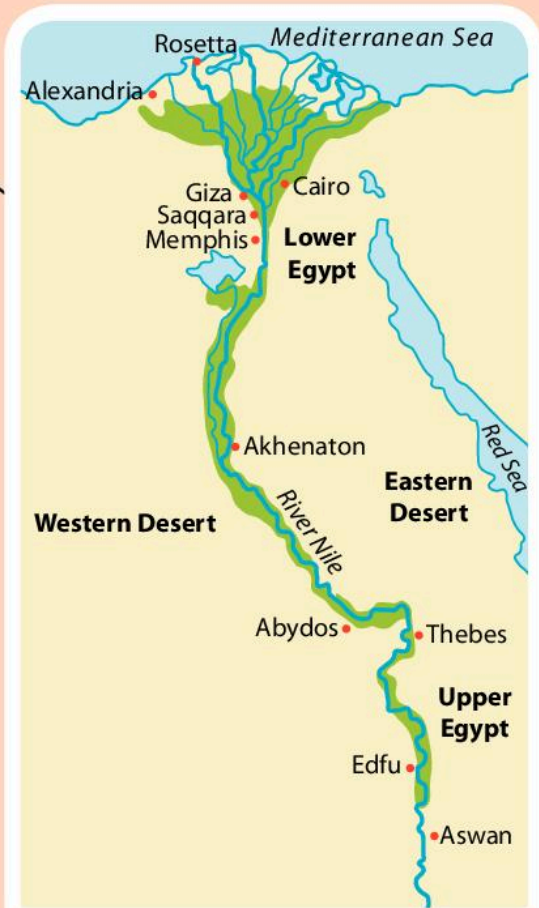 Mediterranean Sea
Rosetta
Alexandria
Giza
Cairo
Saqqara
Memphis
Lower
Egypt
Akhenaton
Red Sea
Eastern
Desert
Western Desert
River Nile
Abydos
Thebes
Upper
Egypt
Edfu
Aswan